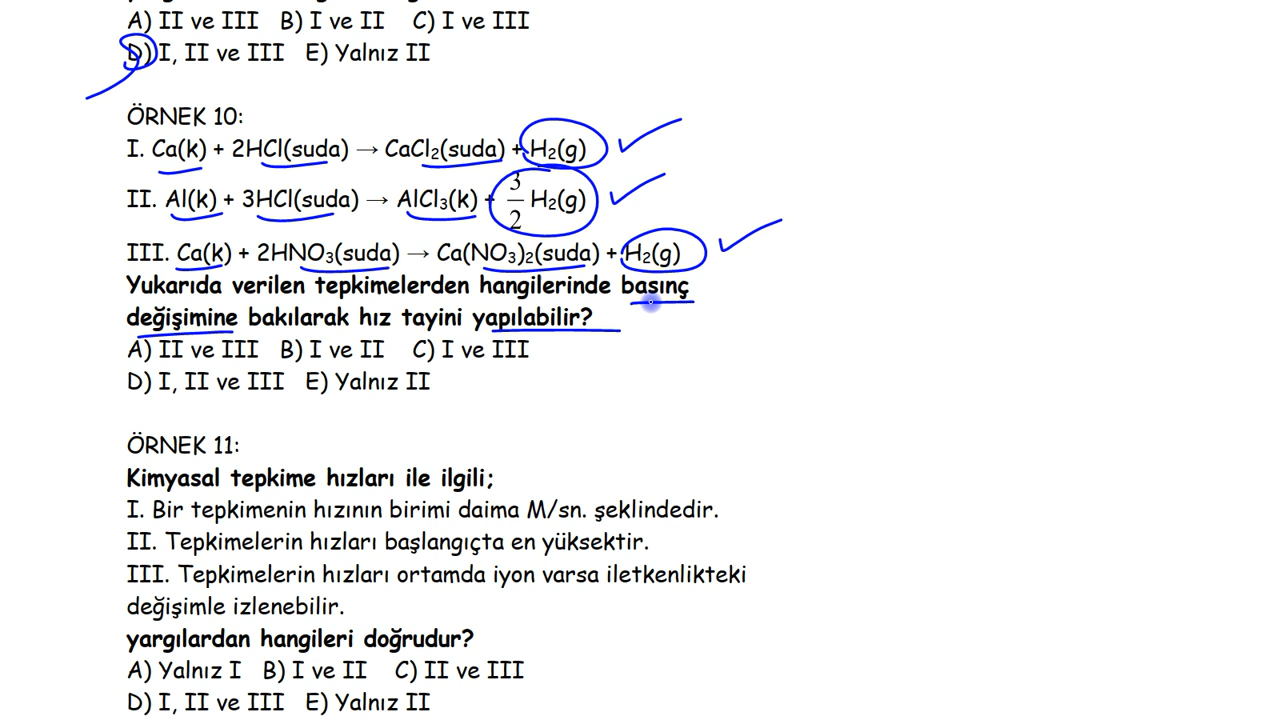 A) II ve III B) I ve II C) I ve III
D) I, II ve III E) Yalnız II
ÖRNEK 10:
I. Ca(k) + 2HCl(suda) → CaCl₂(suda) + H₂(g)
II. Al(k) + 3HCl(suda) → AlCl₃(k) + 3/2 H₂(g)
III. Ca(k) + 2HNO₃(suda) → Ca(NO₃)₂(suda) + H₂(g)
Yukarıda verilen tepkimelerden hangilerinde basınç
değişimine bakılarak hız tayini yapılabilir?
A) II ve III B) I ve II C) I ve III
D) I, II ve III E) Yalnız II
ÖRNEK 11:
Kimyasal tepkime hızları ile ilgili;
I. Bir tepkimenin hızının birimi daima M/sn. şeklindedir.
II. Tepkimelerin hızları başlangıçta en yüksektir.
III. Tepkimelerin hızları ortamda iyon varsa iletkenlikteki
değişimle izlenebilir.
yargılardan hangileri doğrudur?
A) Yalnız I B) I ve II C) II ve III
D) I, II ve III E) Yalnız II